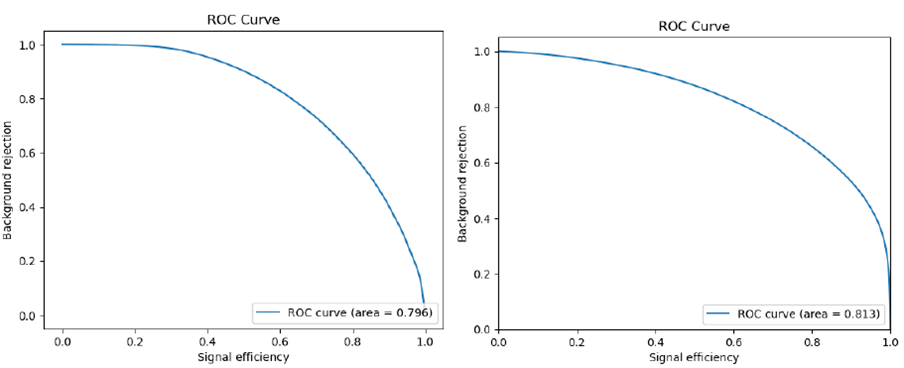 ROC Curve
1.0
0.8
0.6
0.4
0.2
0.0
Background rejection
0.0 0.2 0.4 0.6 0.8 1.0
Signal efficiency
ROC curve (area = 0.796)
ROC Curve
1.0
0.8
0.6
0.4
0.2
0.0
Background rejection
0.0 0.2 0.4 0.6 0.8 1.0
Signal efficiency
ROC curve (area = 0.813)